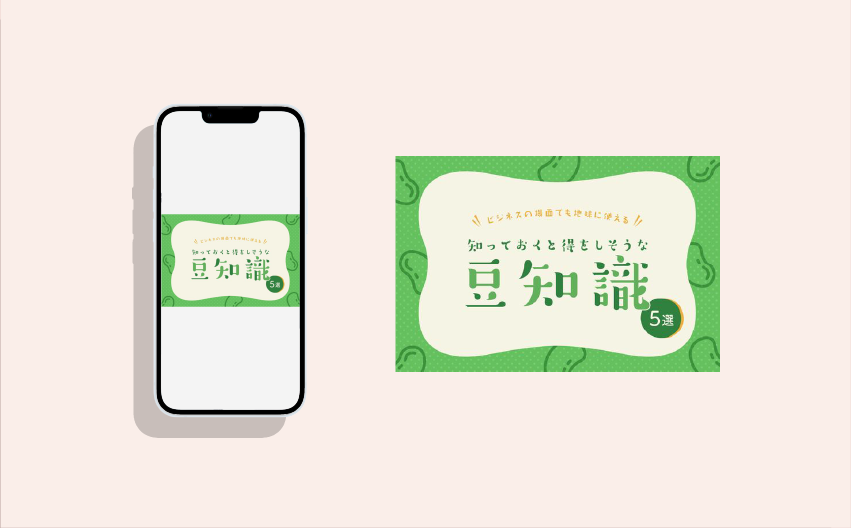 ビジネスの場面でも地味に使える
知っておくと得をしそうな
豆知識
5選
ビジネスの場面でも地味に使える
知っておくと得をしそうな
豆知識
5選